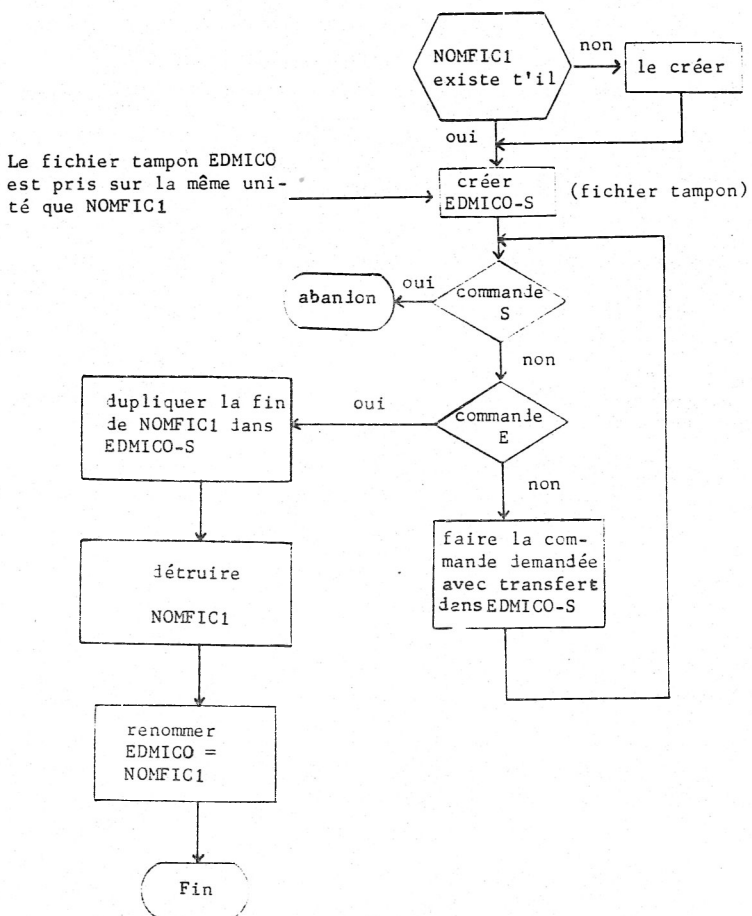 NOMFIC1
existe t'il
non
le créer
oui
Le fichier tampon EDMICO
est pris sur la même uni-
té que NOMFIC1
créer
EDMICO-S
(fichier tampon)
commande
S
oui
abandon
non
commande
E
oui
dupliquer la fin
de NOMFIC1 dans
EDMICO-S
non
faire la com-
mande demandée
avec transfert
dans EDMICO-S
détruire
NOMFIC1
renommer
EDMICO =
NOMFIC1
Fin